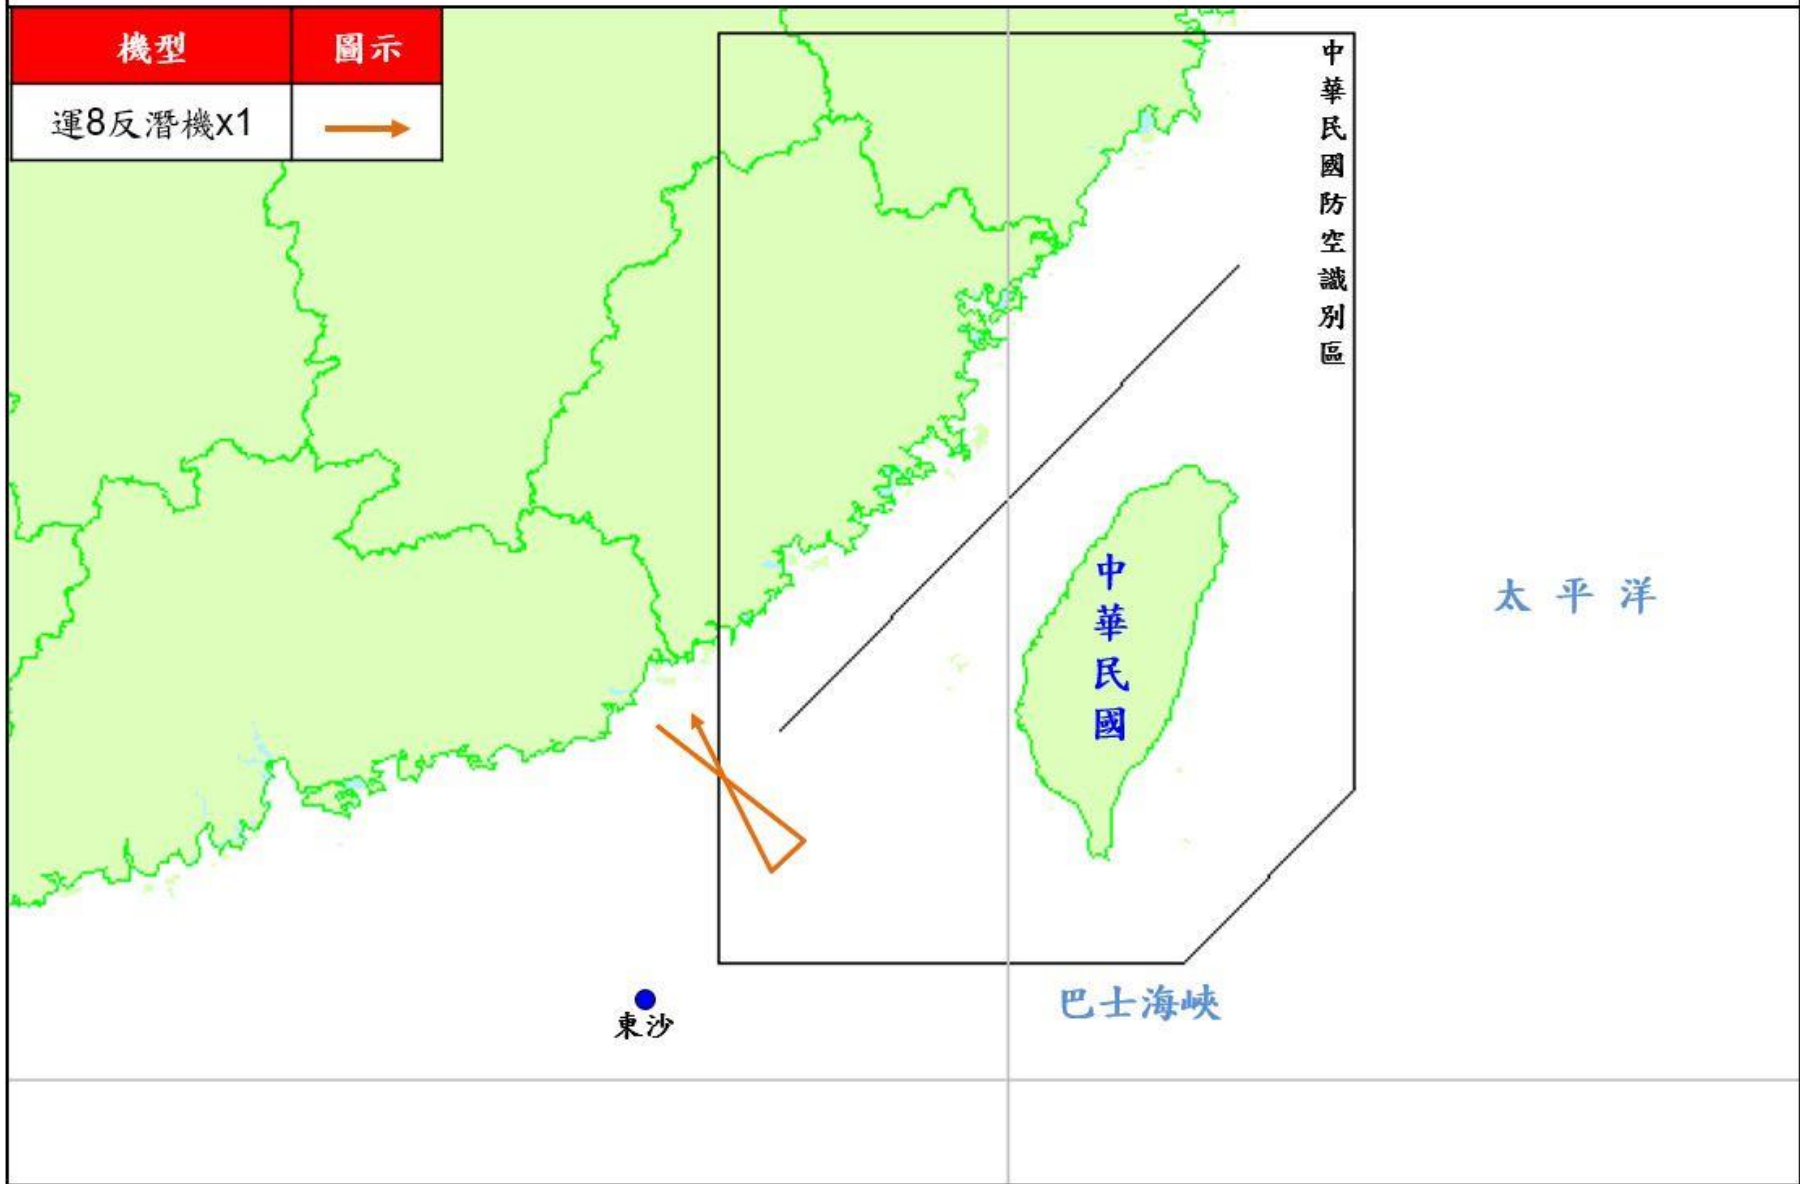 機型 圖示
運8反潛機x1
中華民國防空識別區
中華民國
太平洋
巴士海峽
東沙